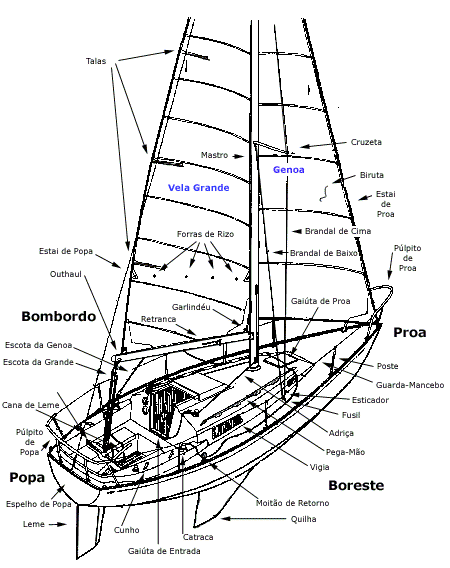 Talas
Cruzeta
Mastro
Genoa
Biruta
Vela Grande
Estai
de
Proa
Forras de Rizo
Brandal de Cima
Estai de Popa
Brandal de Baixo
Púlpito
de
Proa
Outhaul
Garlindéu
Gaiúta de Proa
Bombordo
Retranca
Proa
Escota da Genoa
Escota da Grande
Poste
Guarda-Mancebo
Cana de Leme
Esticador
Fusil
Púlpito
de
Popa
Adriça
Pega-Mão
Vigia
Popa
Boreste
Espelho de Popa
Moitão de Retorno
Leme
Cunho
Catraca
Quilha
Gaiúta de Entrada